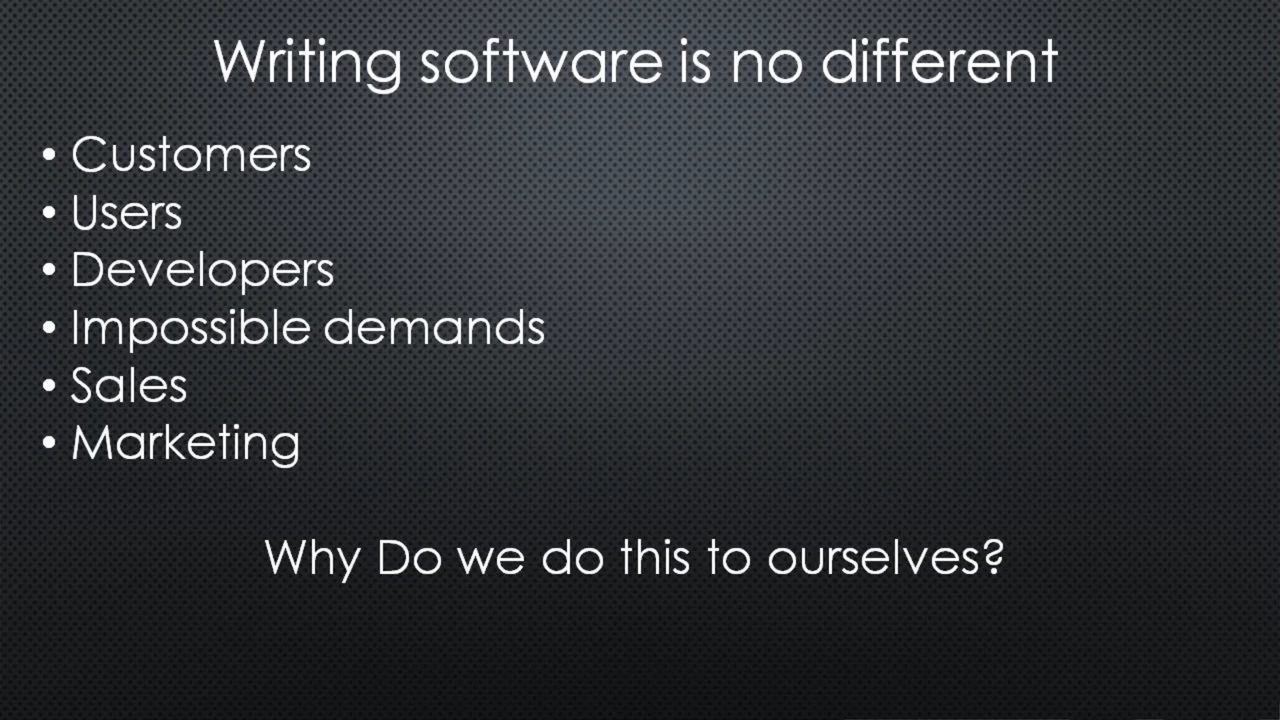 Writing software is no different
• Customers
• Users
• Developers
• Impossible demands
• Sales
• Marketing
Why Do we do this to ourselves?